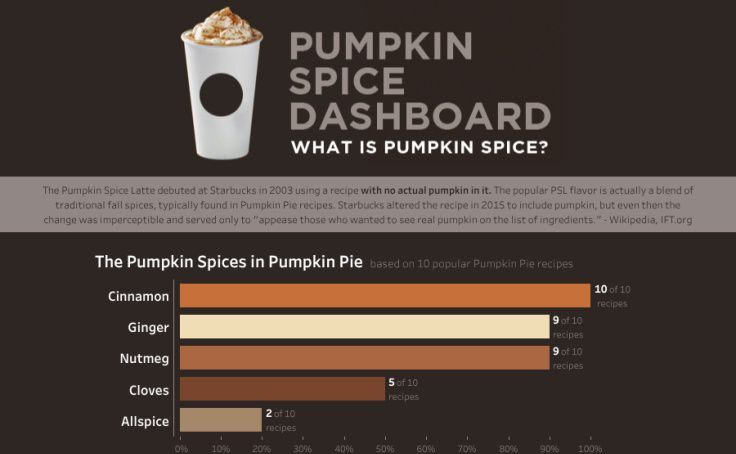 PUMPKIN
SPICE
DASHBOARD
WHAT IS PUMPKIN SPICE?
The Pumpkin Spice Latte debuted at Starbucks in 2003 using a recipe with no actual pumpkin in it. The popular PSL flavor is actually a blend of
traditional fall spices, typically found in Pumpkin Pie recipes. Starbucks altered the recipe in 2015 to include pumpkin, but even then the
change was imperceptible and served only to "appease those who wanted to see real pumpkin on the list of ingredients." - Wikipedia, IFT.org
The Pumpkin Spices in Pumpkin Pie based on 10 popular Pumpkin Pie recipes
Cinnamon 10 of 10
recipes
Ginger 9 of 10
recipes
Nutmeg 9 of 10
recipes
Cloves 5 of 10
recipes
Allspice 2 of 10
recipes
0% 10% 20% 30% 40% 50% 60% 70% 80% 90% 100%